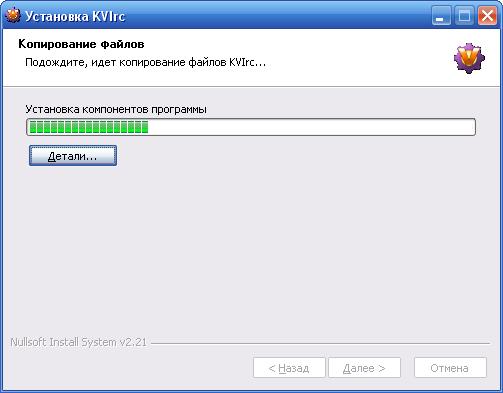 Установка KVIrc
Копирование файлов
Подождите, идет копирование файлов KVIrc...
Установка компонентов программы
Детали...
Nullsoft Install System v2.21
< Назад
Далее >
Отмена